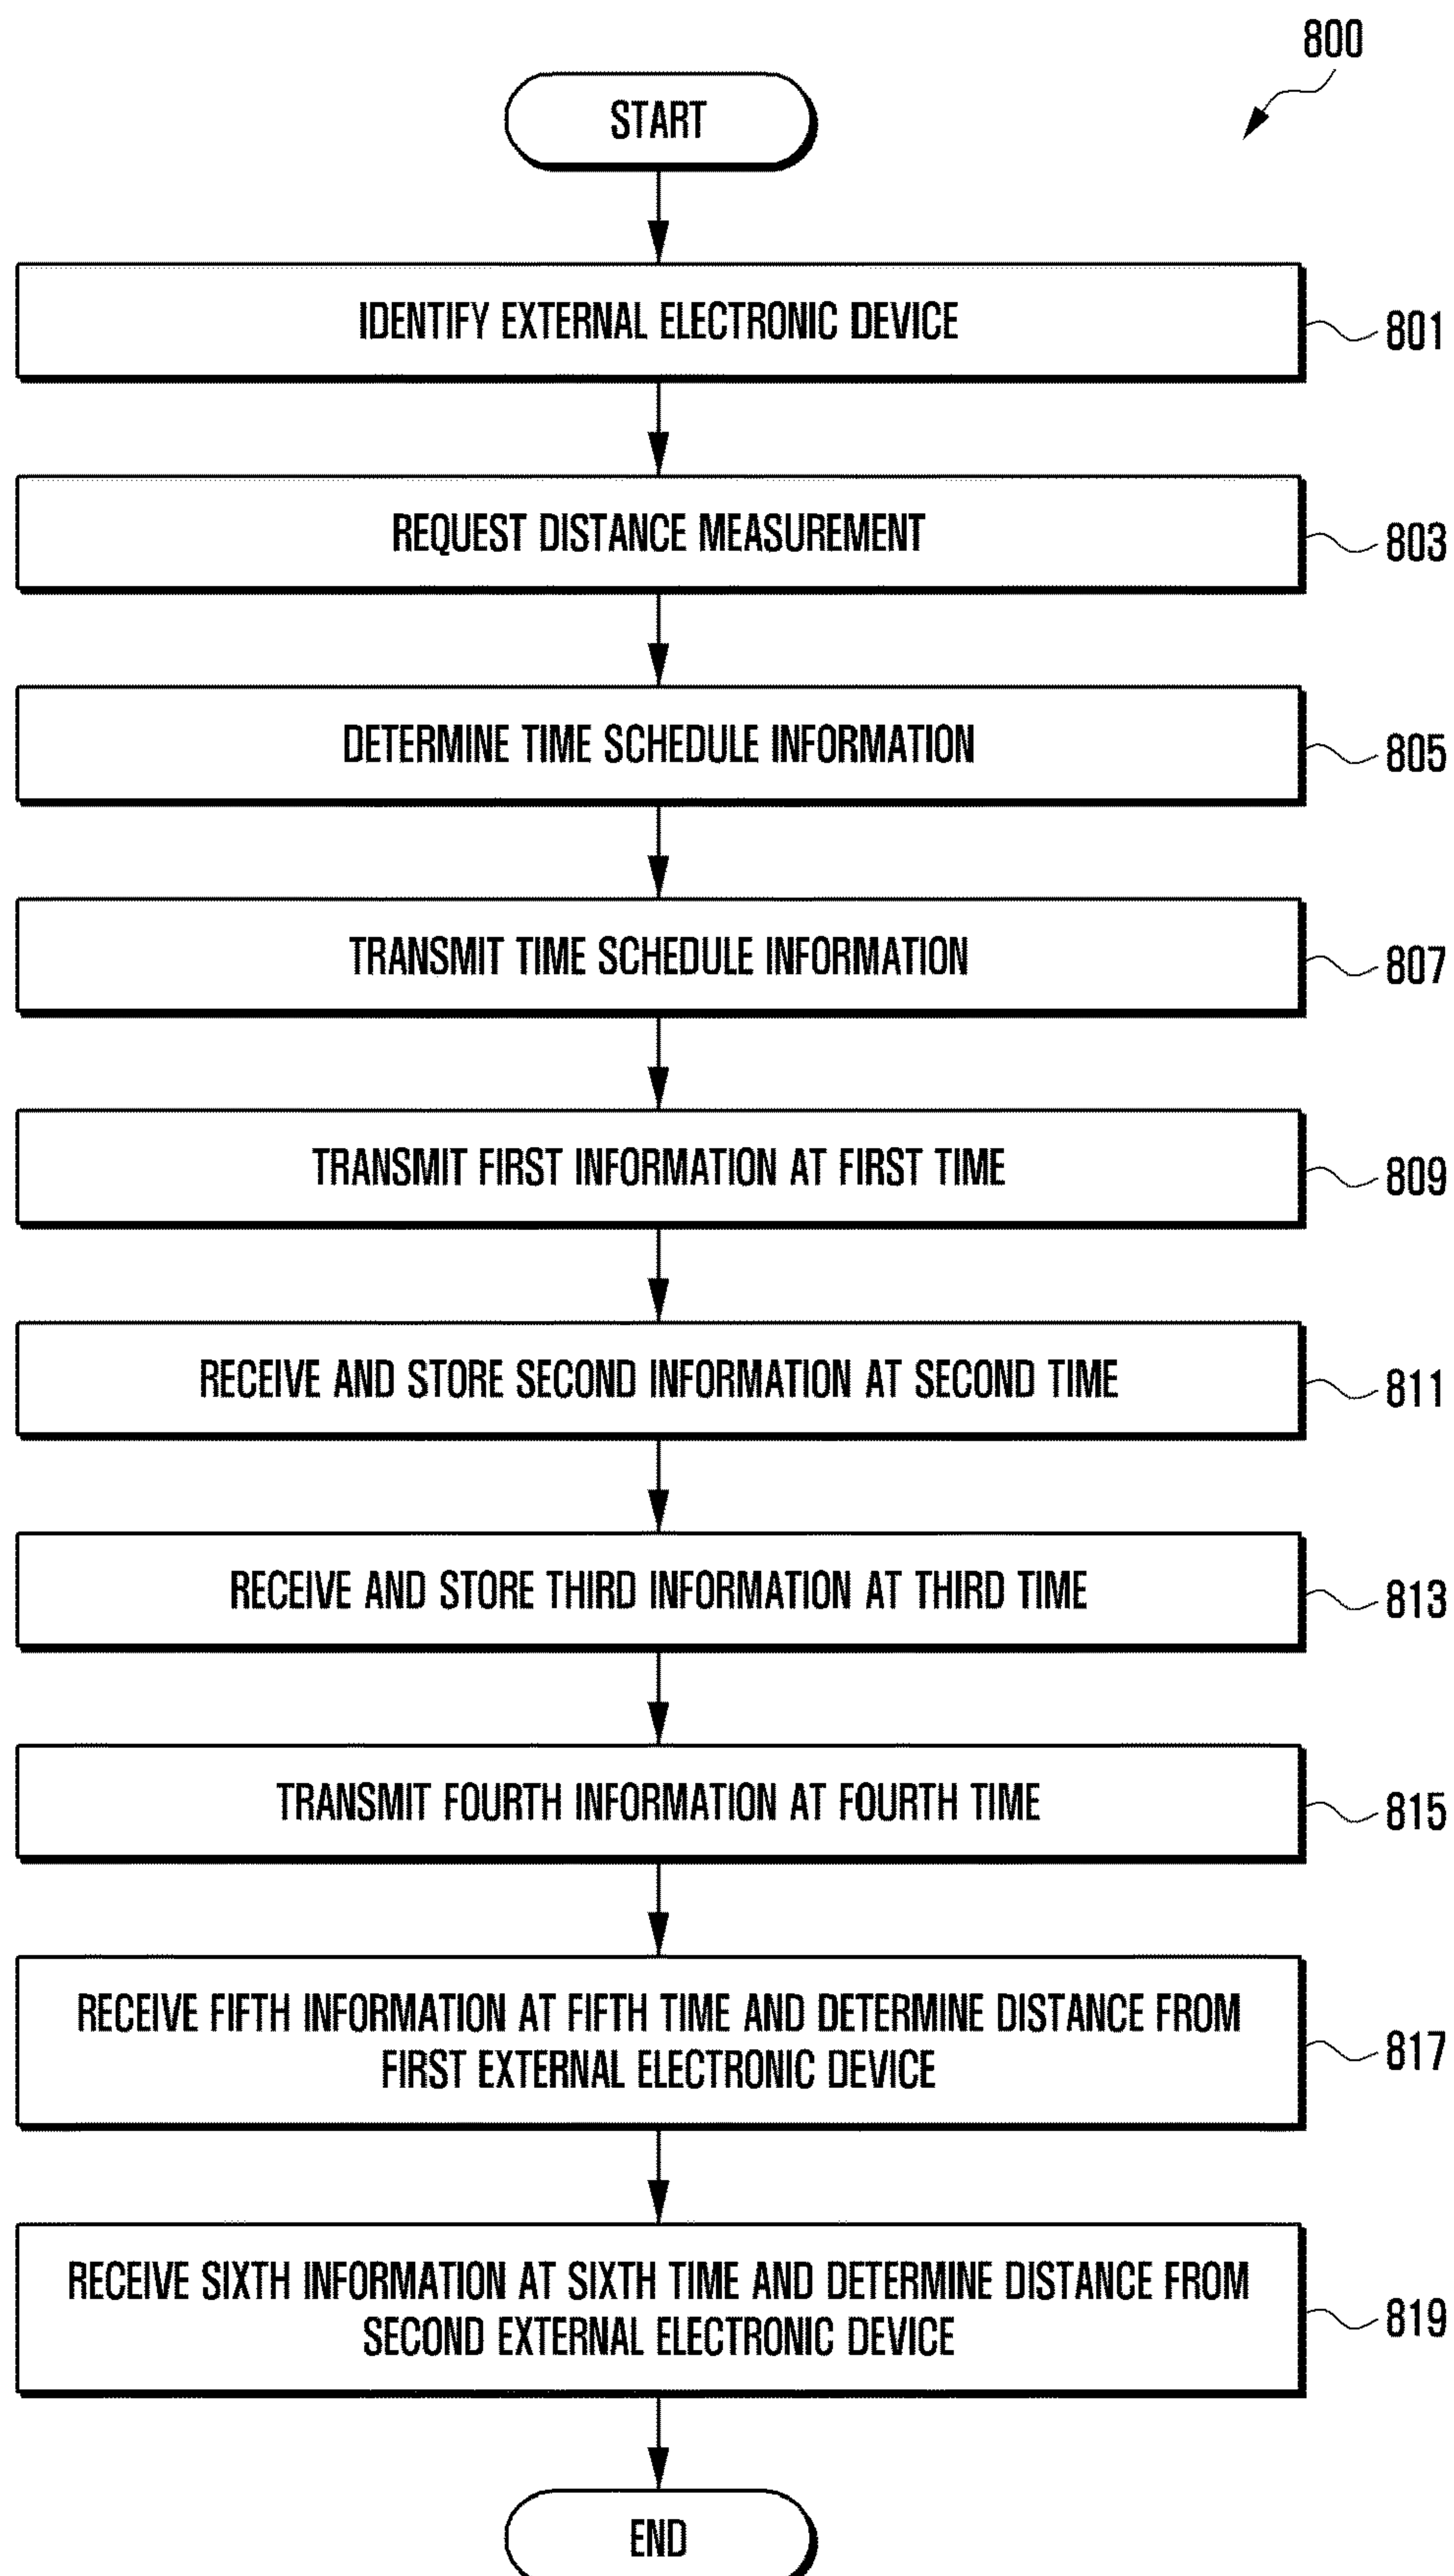 800
START
IDENTIFY EXTERNAL ELECTRONIC DEVICE
801
REQUEST DISTANCE MEASUREMENT
803
DETERMINE TIME SCHEDULE INFORMATION
805
TRANSMIT TIME SCHEDULE INFORMATION
807
TRANSMIT FIRST INFORMATION AT FIRST TIME
809
RECEIVE AND STORE SECOND INFORMATION AT SECOND TIME
811
RECEIVE AND STORE THIRD INFORMATION AT THIRD TIME
813
TRANSMIT FOURTH INFORMATION AT FOURTH TIME
815
RECEIVE FIFTH INFORMATION AT FIFTH TIME AND DETERMINE DISTANCE FROM
FIRST EXTERNAL ELECTRONIC DEVICE
817
RECEIVE SIXTH INFORMATION AT SIXTH TIME AND DETERMINE DISTANCE FROM
SECOND EXTERNAL ELECTRONIC DEVICE
819
END